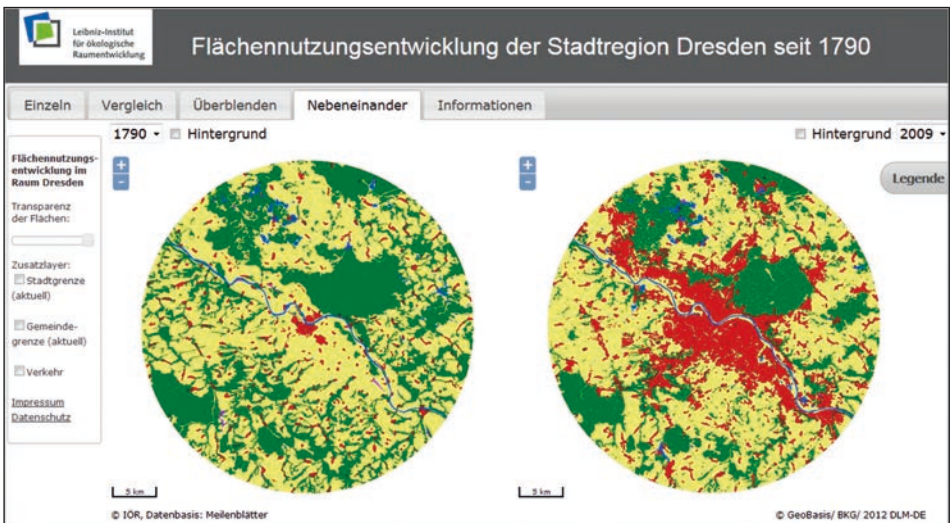 Leibniz-Institut
für ökologische
Raumentwicklung
Flächennutzungsentwicklung der Stadtregion Dresden seit 1790
Einzeln Vergleich Überblenden Nebeneinander Informationen
1790 Hintergrund
Hintergrund 2009
Flächennutzungs-
entwicklung im
Raum Dresden
Transparenz
der Flächen:
Zusatzlayer:
Stadtgrenze
(aktuell)
Gemeinde-
grenze (aktuell)
Verkehr
Impressum
Datenschutz
+
-
+
-
Legende
5 km
5 km
© IÖR, Datenbasis: Meilenblätter
© GeoBasis/ BKG/ 2012 DLM-DE